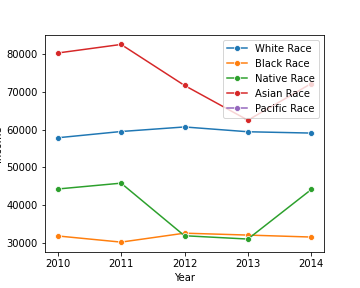 White Race
Black Race
Native Race
Asian Race
Pacific Race
80000
70000
60000
50000
40000
30000
2010
2011
2012
2013
2014
Year